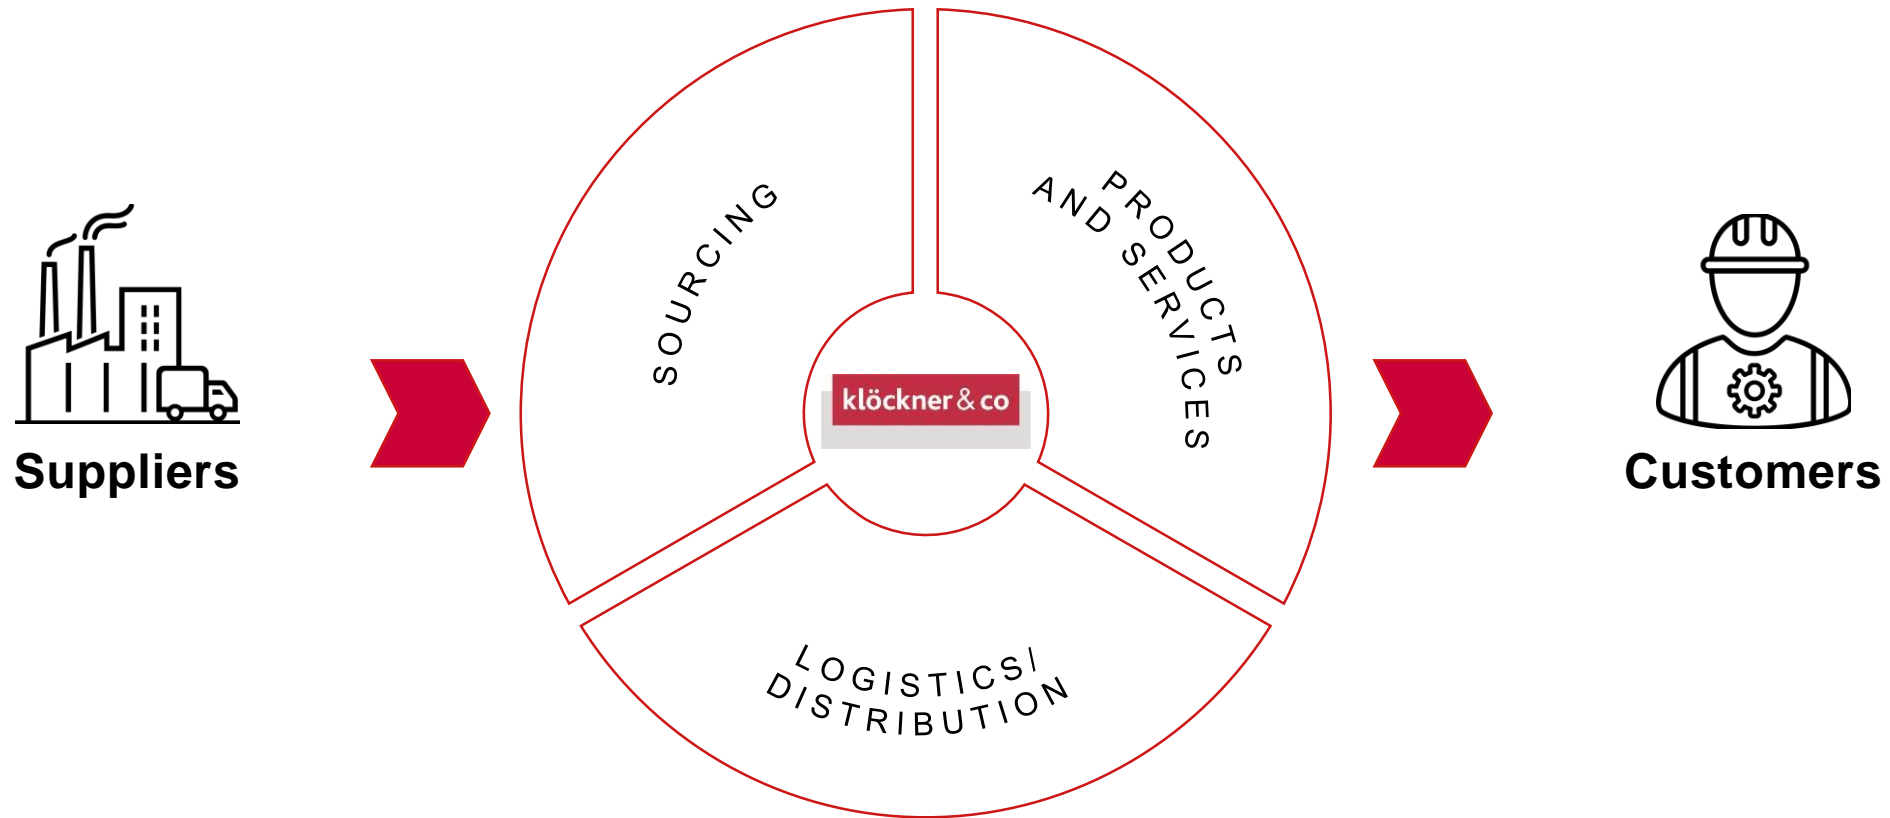 Suppliers
SOURCING
klöckner & co
PRODUCTS
AND SERVICES
LOGISTICS/
DISTRIBUTION
Customers